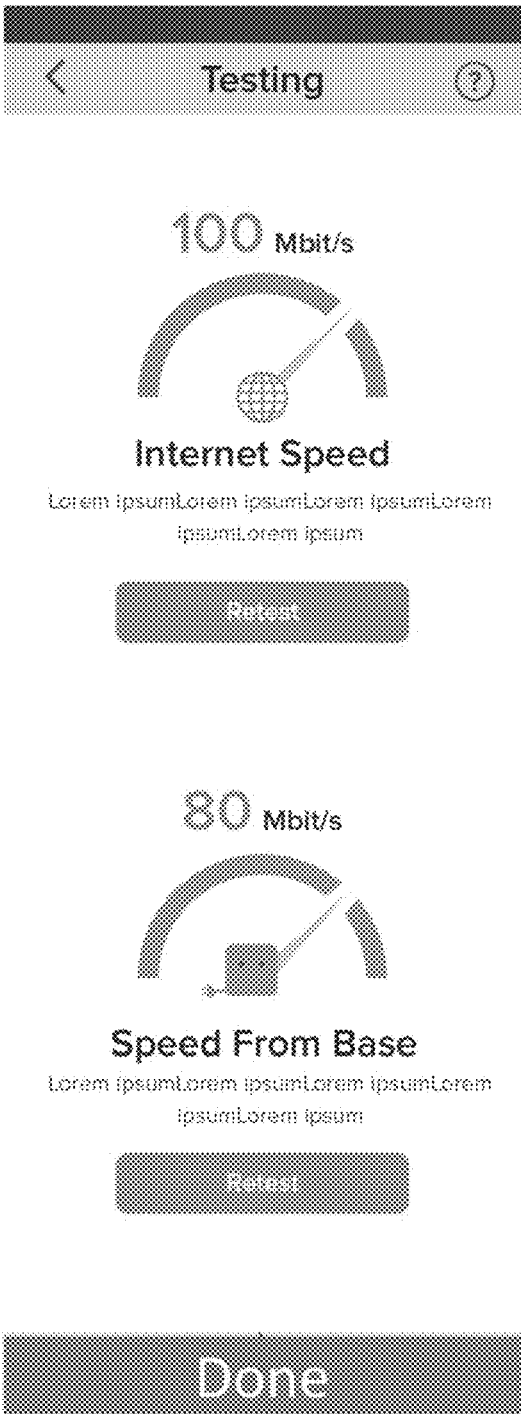 Testing
?
100 Mbit/s
Internet Speed
Lorem ipsumLorem ipsumLorem ipsumLorem
ipsumLorem ipsum
Retest
80 Mbit/s
Speed From Base
Lorem ipsumLorem ipsumLorem ipsumLorem
ipsumLorem ipsum
Retest
Done